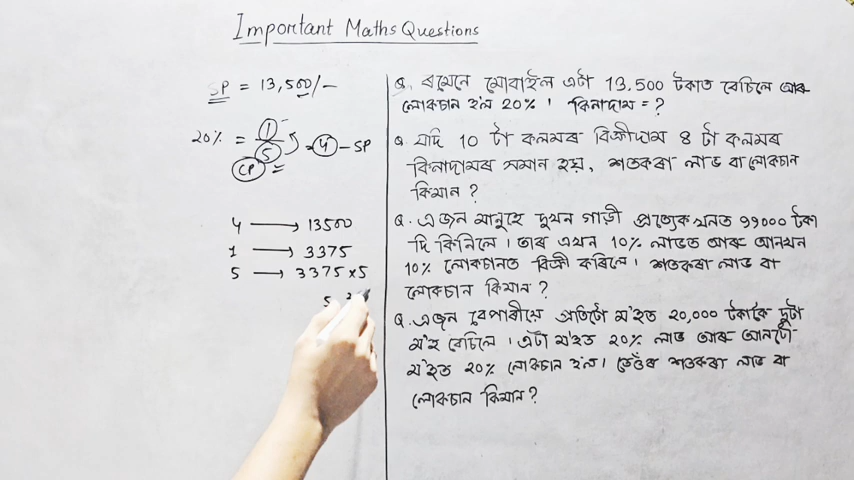 Important Maths Questions
SP = 13,500/-
20% = 1/5 → 4 - SP
CP
4 → 13500
1 → 3375
5 → 3375 x 5
Q. ৰমেনে মোবাইল এটা 13,500 টকাত বেচিলে আৰু
লোকচান হ'ল 20% । কিনাদাম = ?
Q. যদি 10 টা কলমৰ বিক্ৰীদাম 8 টা কলমৰ
কিনাদামৰ সমান হয়, শতকৰা লাভ বা লোকচান
কিমান ?
Q. এজন মানুহে দুখন গাড়ী প্ৰত্যেকখনত 99000 টকা
দি কিনিলে । তাৰ এখন 10% লাভত আৰু আনখন
10% লোকচানত বিক্ৰী কৰিলে । শতকৰা লাভ বা
লোকচান কিমান ?
Q. এজন বেপাৰীয়ে প্ৰতিটো ম'হত 20,000 টকাকৈ দুটা
ম'হ বেচিলে । এটা ম'হত 20% লাভ আৰু আনটো
ম'হত 20% লোকচান হ'ল । তেওঁৰ শতকৰা লাভ বা
লোকচান কিমান ?